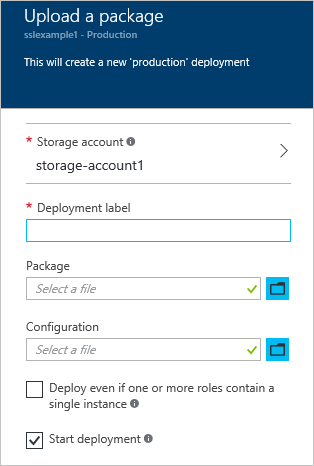 Upload a package
sslexample1 - Production
This will create a new 'production' deployment
* Storage account
storage-account1
* Deployment label
Package
Select a file
Configuration
Select a file
Deploy even if one or more roles contain a
single instance
Start deployment